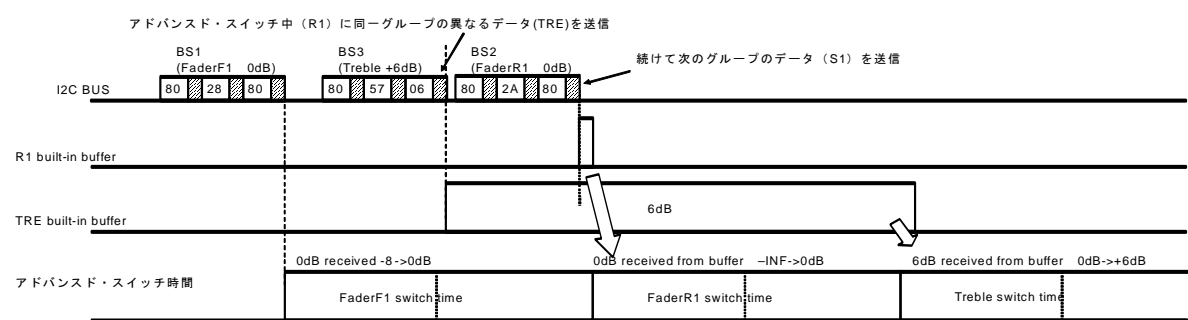 アドバンスド・スイッチ中（R1）に同一グループの異なるデータ(TRE)を送信
BS1
(FaderF1 0dB)
BS3
(Treble +6dB)
BS2
(FaderR1 0dB)
続けて次のグループのデータ（S1）を送信
I2C BUS
80 28 80
80 57 06
80 2A 80
R1 built-in buffer
6dB
TRE built-in buffer
0dB received -8->0dB
0dB received from buffer –INF->0dB
6dB received from buffer 0dB->+6dB
アドバンスド・スイッチ時間
FaderF1 switch time
FaderR1 switch time
Treble switch time